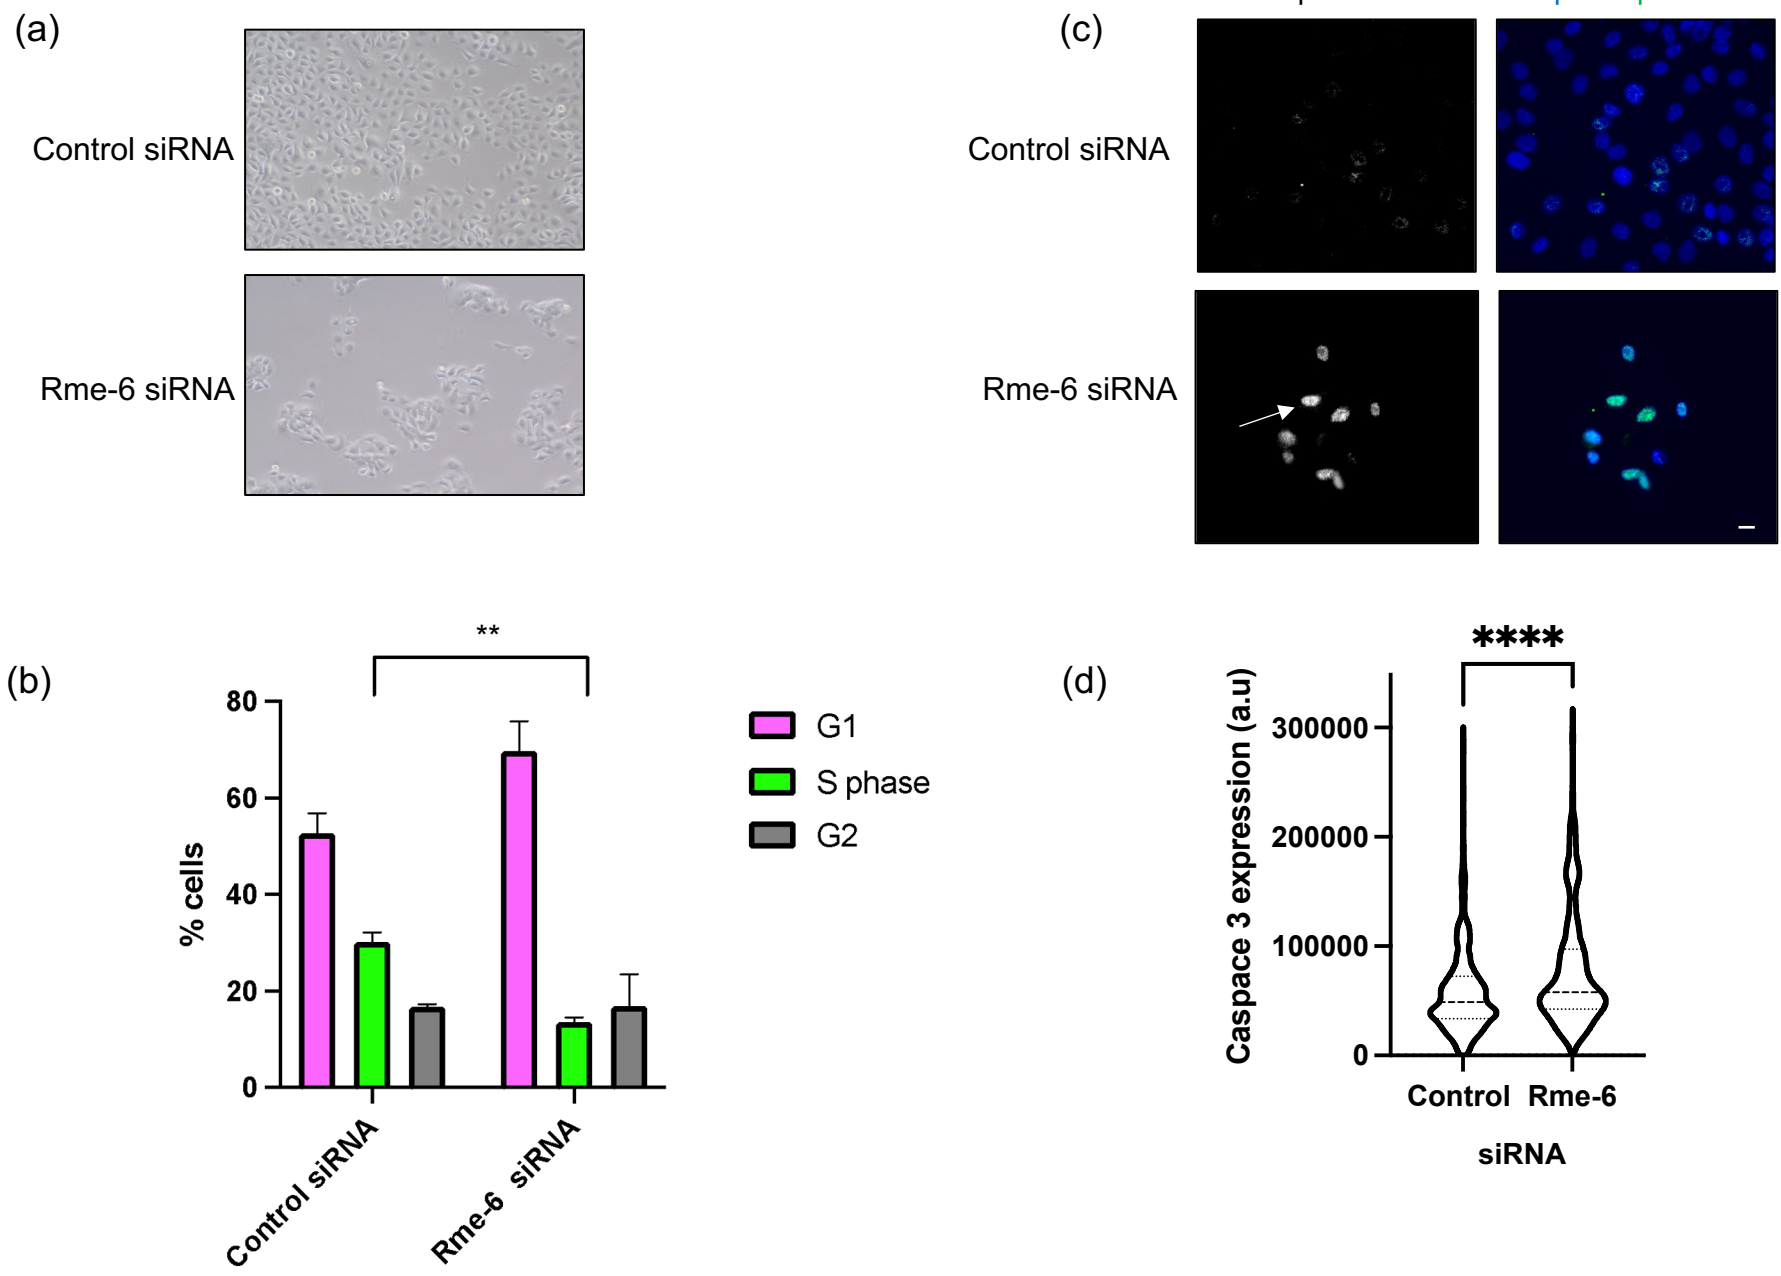 (a)
Control siRNA
Rme-6 siRNA
(c)
Control siRNA
Rme-6 siRNA
(b)
**
80
60
40
20
0
% cells
Control siRNA
Rme-6 siRNA
G1
S phase
G2
(d)
****
300000
200000
100000
0
Caspace 3 expression (a.u)
Control Rme-6
siRNA